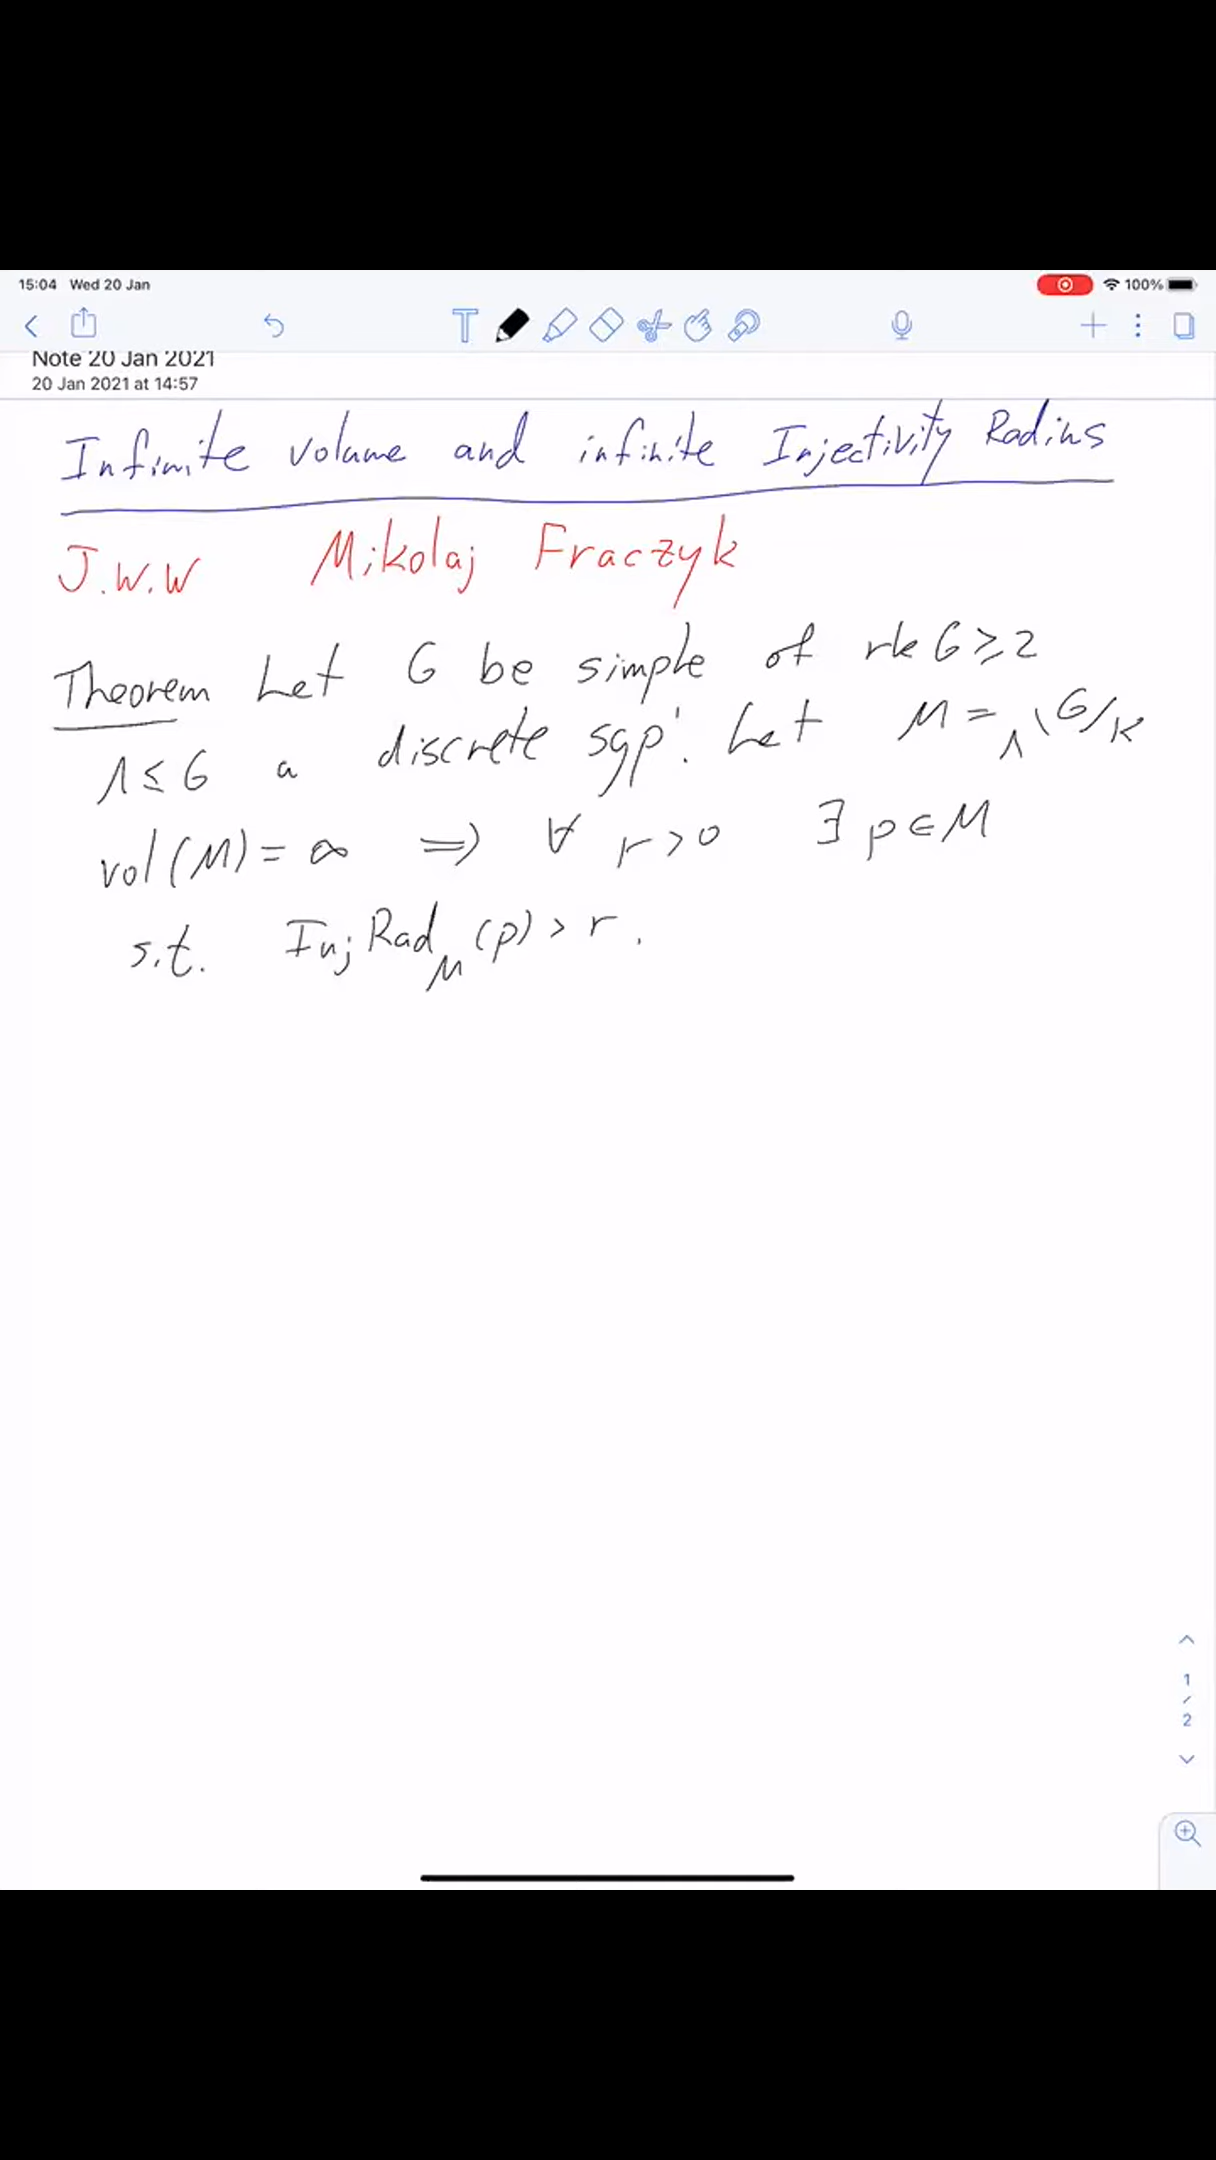 15:04 Wed 20 Jan 100%
Note 20 Jan 2021
20 Jan 2021 at 14:57
Infinite volume and infinite Injectivity Radius
J.W.W Mikolaj Fraczyk
Theorem Let G be simple of rk G ≥ 2
Λ ≤ G a discrete sgp. Let M = Λ\G/K
vol(M) = ∞ ⇒ ∀ r > 0 ∃ p ∈ M
s.t. InjRad_M (p) > r.
1
/
2